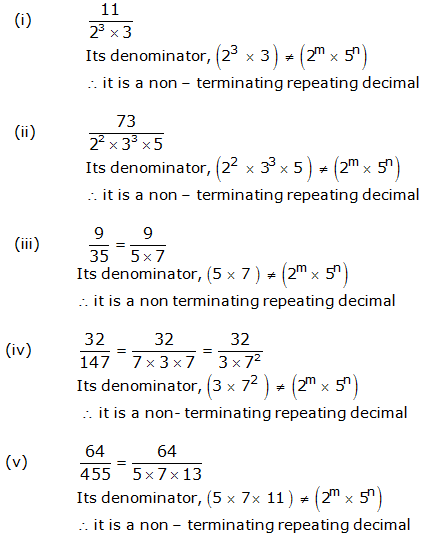 (i) 11 / (2³ × 3)
Its denominator, (2³ × 3) ≠ (2ᵐ × 5ⁿ)
∴ it is a non – terminating repeating decimal
(ii) 73 / (2² × 3³ × 5)
Its denominator, (2² × 3³ × 5) ≠ (2ᵐ × 5ⁿ)
∴ it is a non – terminating repeating decimal
(iii) 9/35 = 9 / (5 × 7)
Its denominator, (5 × 7) ≠ (2ᵐ × 5ⁿ)
∴ it is a non terminating repeating decimal
(iv) 32/147 = 32 / (7 × 3 × 7) = 32 / (3 × 7²)
Its denominator, (3 × 7²) ≠ (2ᵐ × 5ⁿ)
∴ it is a non- terminating repeating decimal
(v) 64/455 = 64 / (5 × 7 × 13)
Its denominator, (5 × 7 × 11) ≠ (2ᵐ × 5ⁿ)
∴ it is a non – terminating repeating decimal